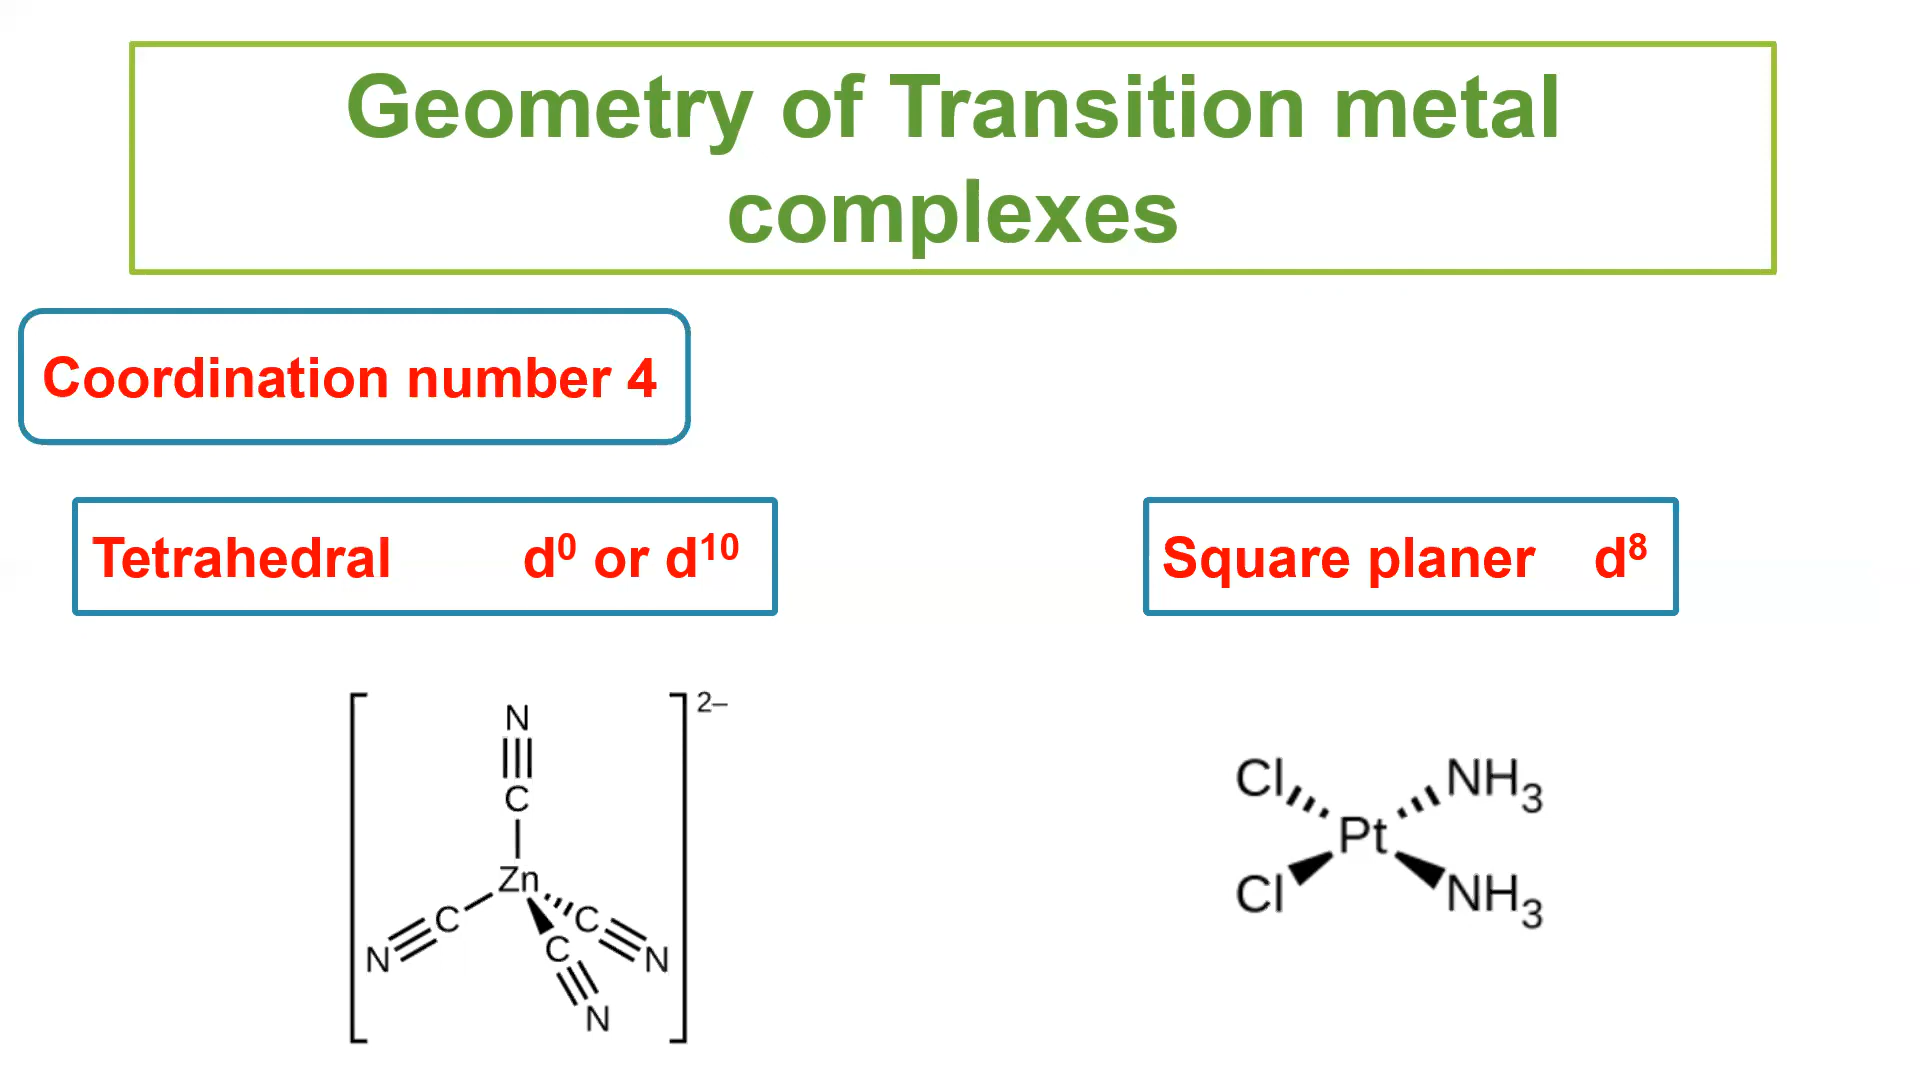 Geometry of Transition metal
complexes
Coordination number 4
Tetrahedral d⁰ or d¹⁰
Square planer d⁸
2–
N
C
Zn
C
C
N
C
N
N
Cl
NH₃
Pt
Cl
NH₃